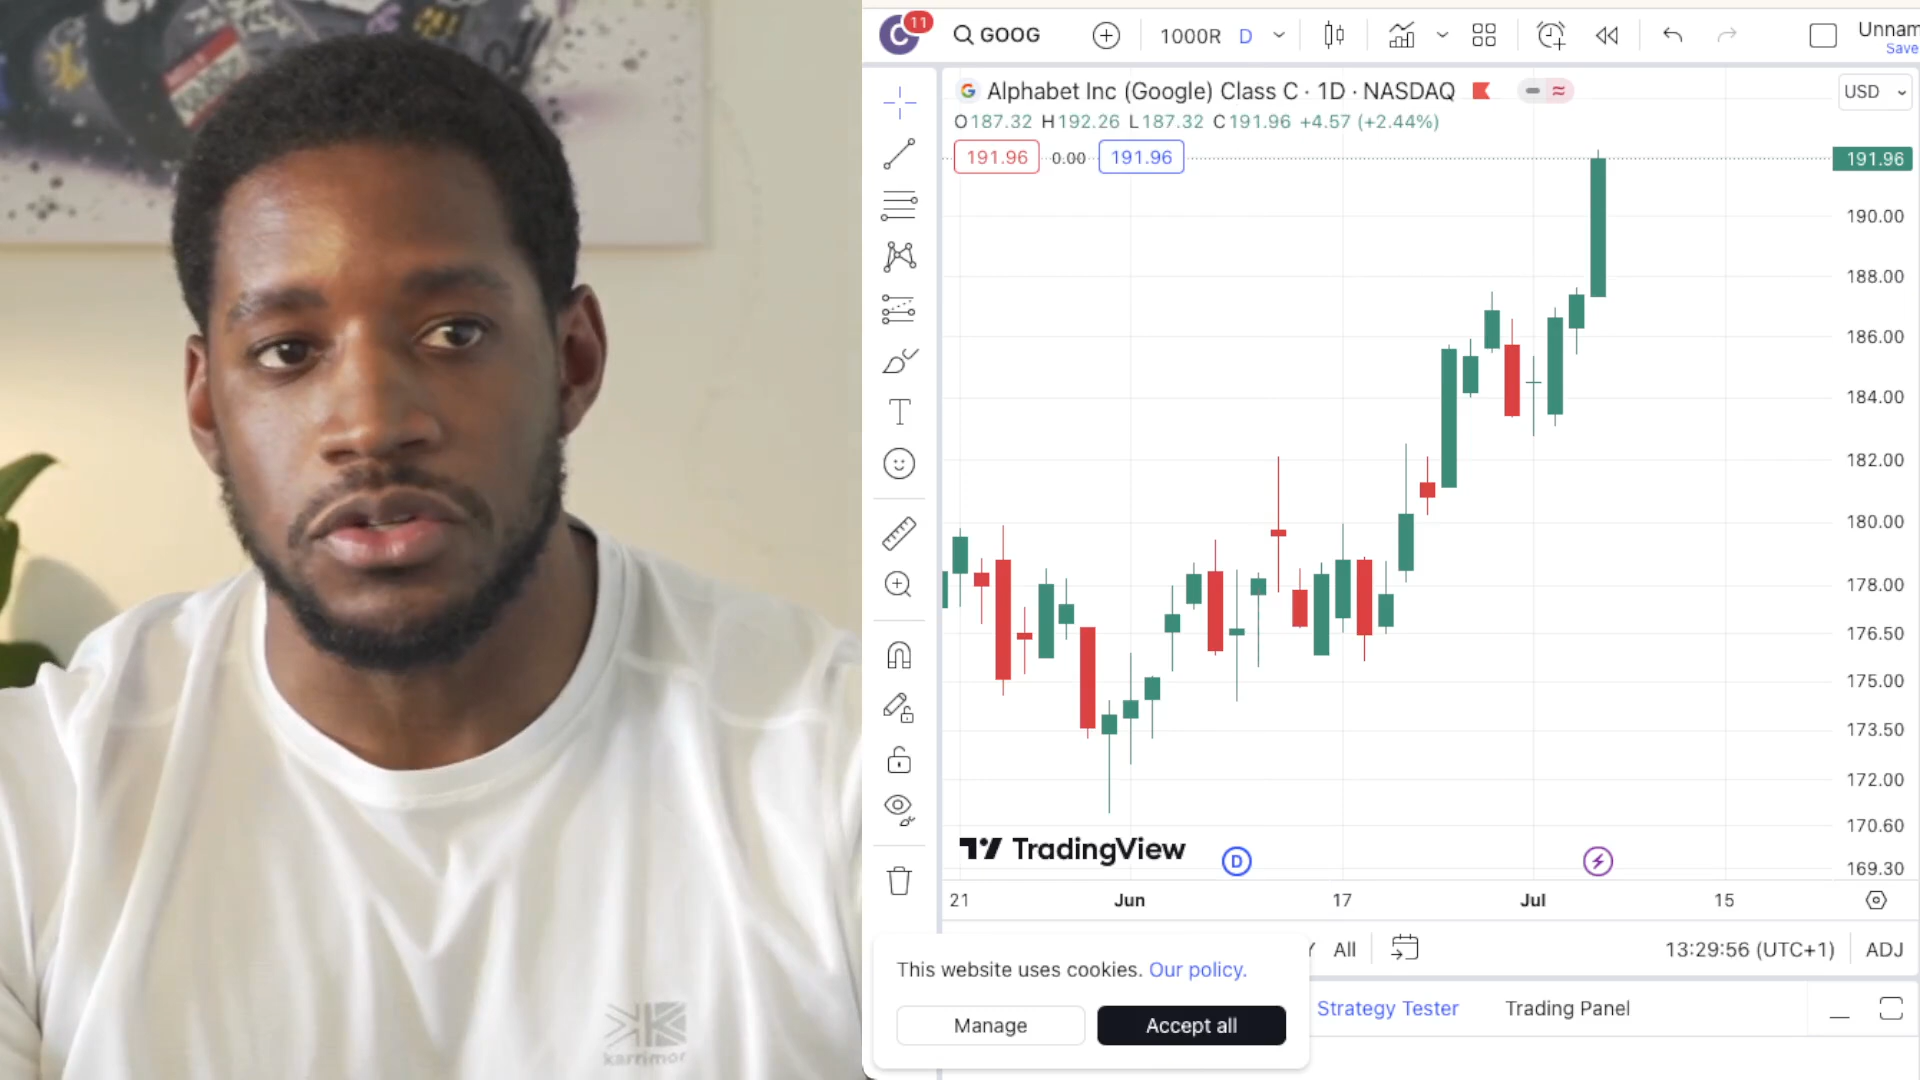 C 11 GOOG 1000R D Unnam
Save
Alphabet Inc (Google) Class C · 1D · NASDAQ
USD
O187.32 H192.26 L187.32 C191.96 +4.57 (+2.44%)
191.96 0.00 191.96
191.96
190.00
188.00
186.00
184.00
182.00
180.00
178.00
176.50
175.00
173.50
172.00
170.60
169.30
TradingView
D
21 Jun 17 Jul 15
All 13:29:56 (UTC+1) ADJ
This website uses cookies. Our policy.
Manage Accept all
Strategy Tester Trading Panel
karrimor